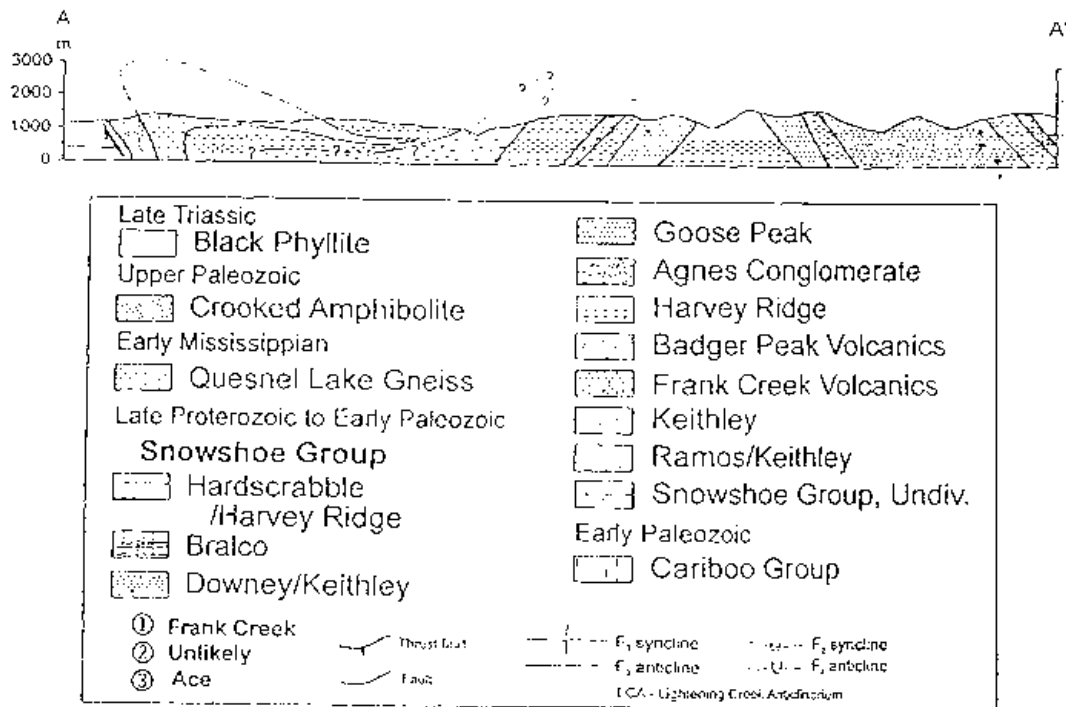 A
A'
m
3000
2000
1000
0
? ?
?
? ?
Late Triassic
Black Phyllite
Upper Paleozoic
Crooked Amphibolite
Early Mississippian
Quesnel Lake Gneiss
Late Proterozoic to Early Paleozoic
Snowshoe Group
Hardscrabble
/Harvey Ridge
Bralco
Downey/Keithley
Goose Peak
Agnes Conglomerate
Harvey Ridge
Badger Peak Volcanics
Frank Creek Volcanics
Keithley
Ramos/Keithley
Snowshoe Group, Undiv.
Early Paleozoic
Cariboo Group
① Frank Creek
② Unlikely
③ Ace
Thrust fault
Fault
syncline
anticline
syncline
anticline
LCA - Lightening Creek Anticlinorium